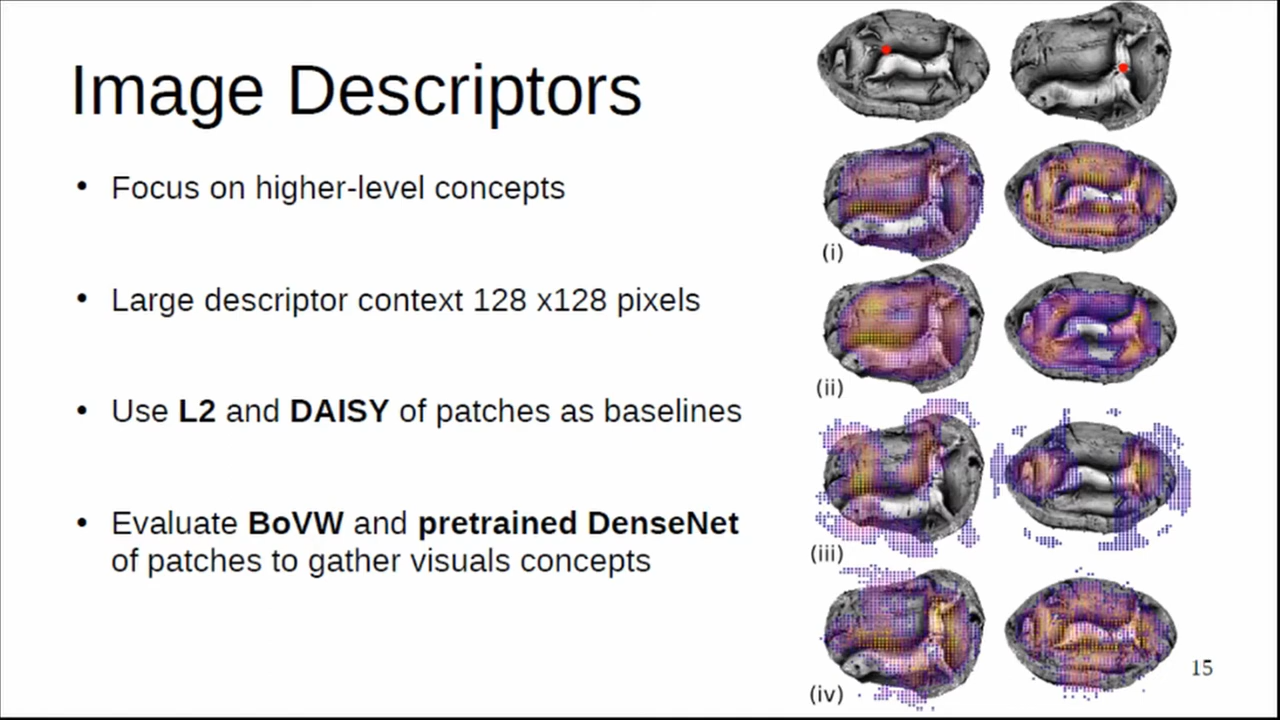 Image Descriptors
• Focus on higher-level concepts
• Large descriptor context 128 x128 pixels
• Use L2 and DAISY of patches as baselines
• Evaluate BoVW and pretrained DenseNet
of patches to gather visuals concepts
(i)
(ii)
(iii)
(iv)
15